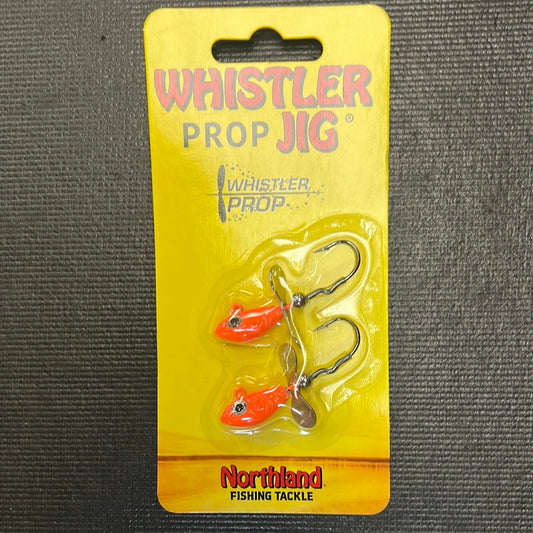 WHISTLER
PROP JIG®
WHISTLER
PROP
Northland
FISHING TACKLE